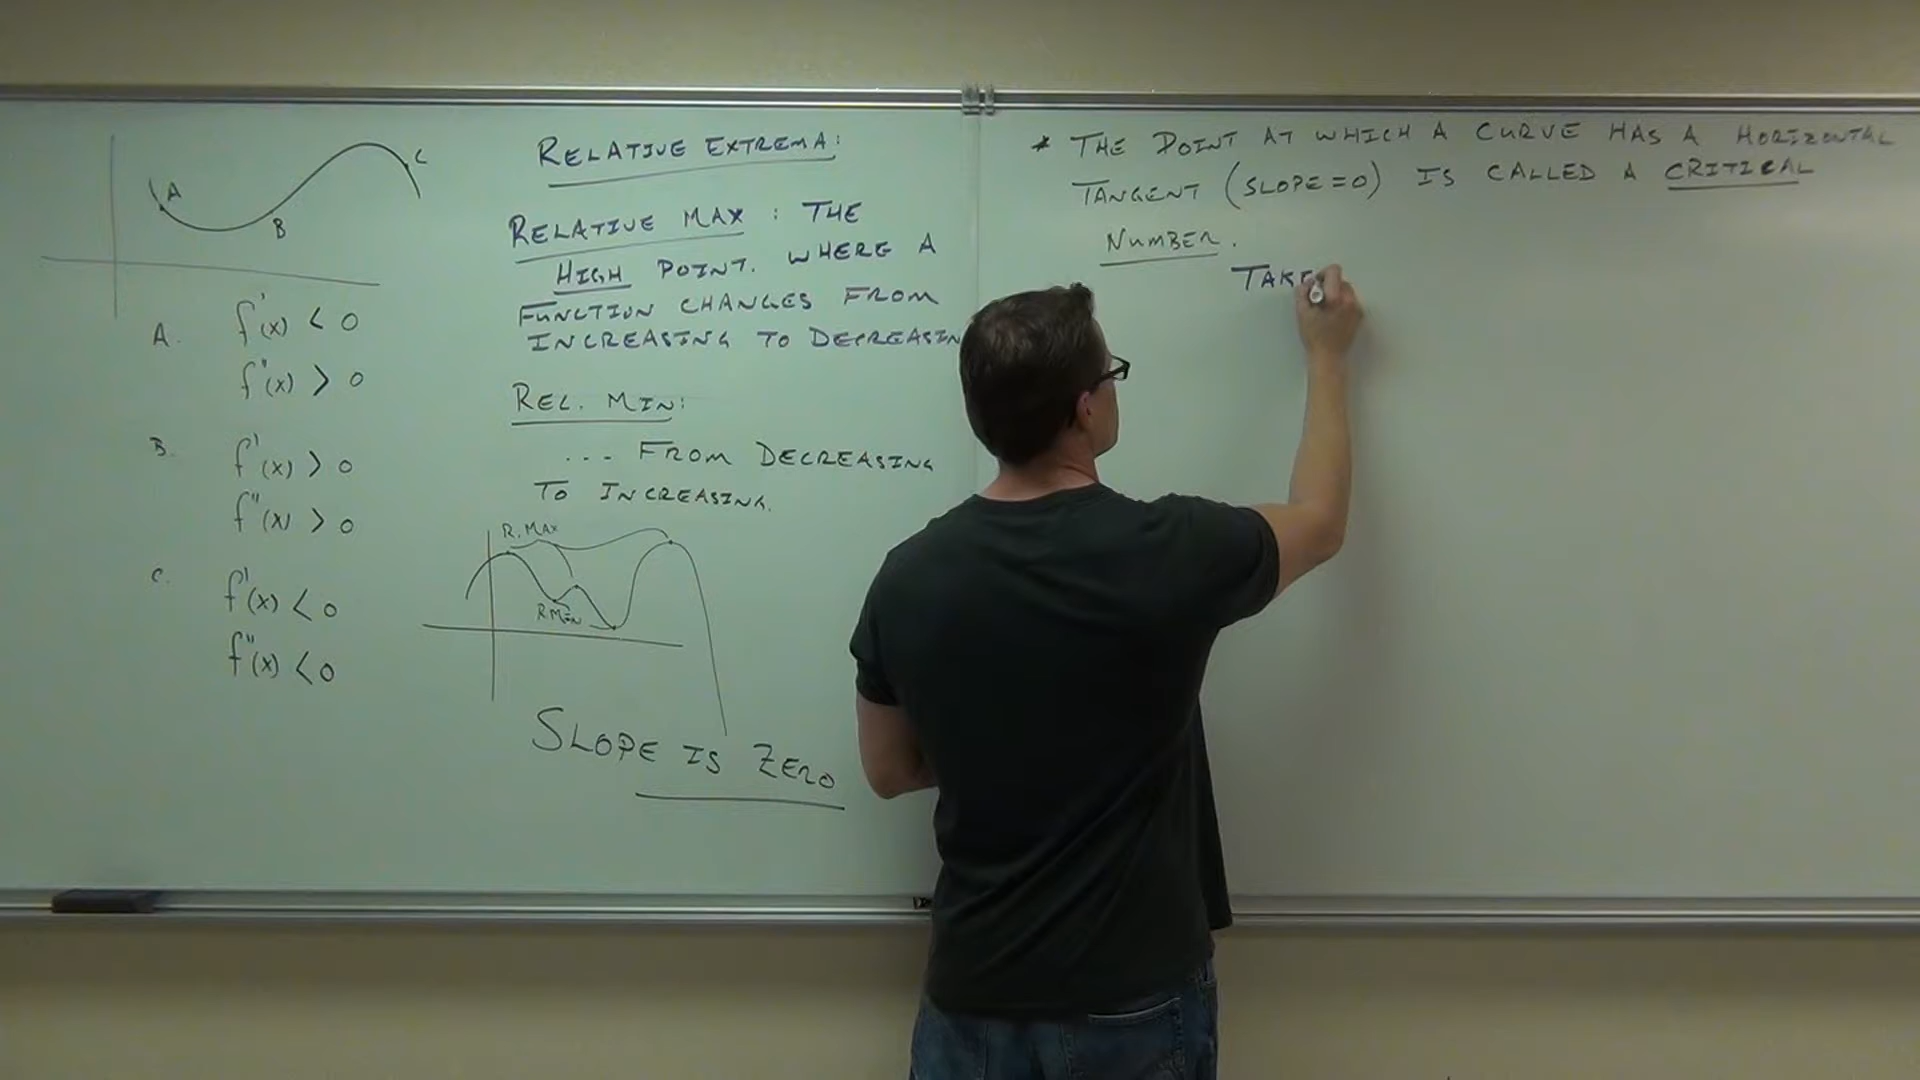 A
B
C
A. f'(x) < 0
f"(x) > 0
B. f'(x) > 0
f"(x) > 0
C. f'(x) < 0
f"(x) < 0
RELATIVE EXTREMA:
RELATIVE MAX : THE
HIGH POINT. WHERE A
FUNCTION CHANGES FROM
INCREASING TO DECREASIN
REL. MIN:
... FROM DECREASING
TO INCREASING.
R. MAX
R MIN
SLOPE IS ZERO
* THE POINT AT WHICH A CURVE HAS A HORIZONTAL
TANGENT (SLOPE=0) IS CALLED A CRITICAL
NUMBER.
TAKE